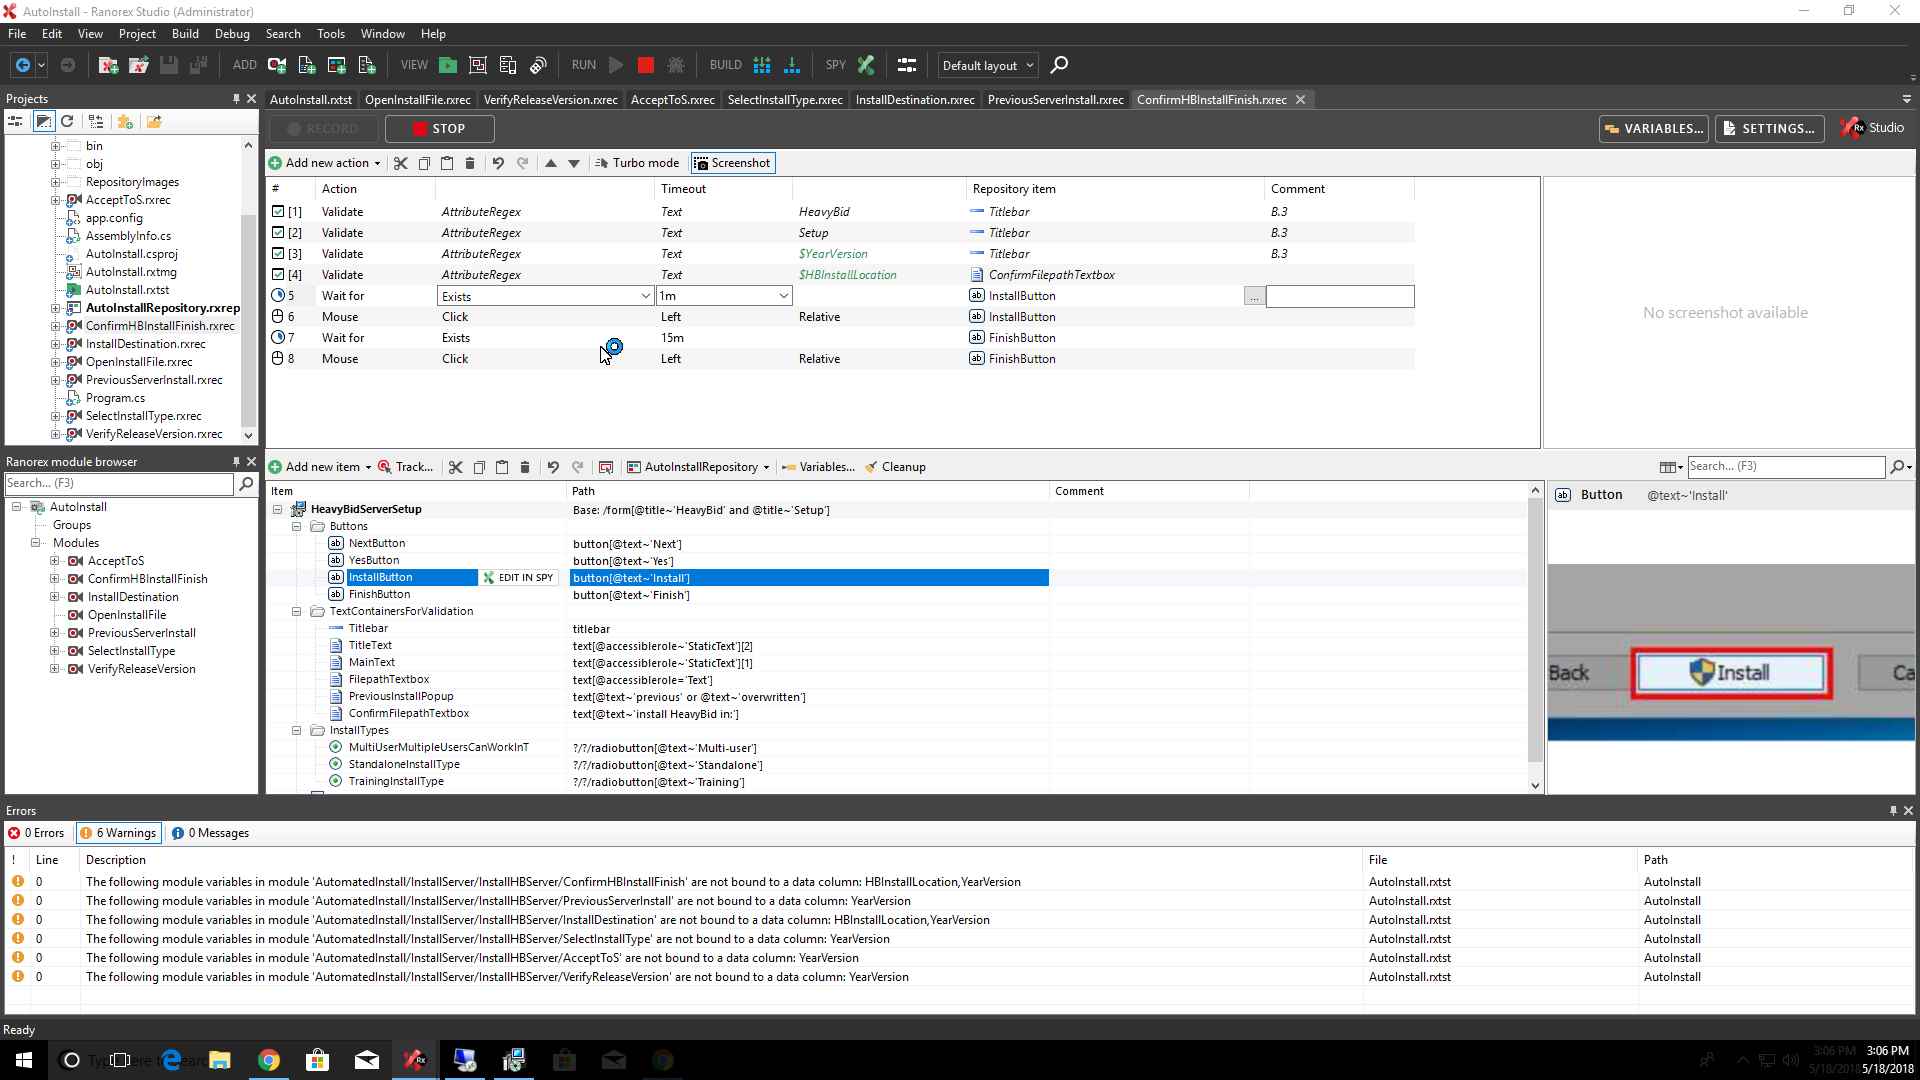 AutoInstall - Ranorex Studio (Administrator)
File Edit View Project Build Debug Search Tools Window Help
ADD VIEW RUN BUILD SPY Default layout
Projects
AutoInstall.rxtst OpenInstallFile.rxrec VerifyReleaseVersion.rxrec AcceptToS.rxrec SelectInstallType.rxrec InstallDestination.rxrec PreviousServerInstall.rxrec ConfirmHBInstallFinish.rxrec
RECORD STOP VARIABLES... SETTINGS... Rx Studio
bin
obj
RepositoryImages
AcceptToS.rxrec
app.config
AssemblyInfo.cs
AutoInstall.csproj
AutoInstall.rxtmg
AutoInstall.rxtst
AutoInstallRepository.rxrep
ConfirmHBInstallFinish.rxrec
InstallDestination.rxrec
OpenInstallFile.rxrec
PreviousServerInstall.rxrec
Program.cs
SelectInstallType.rxrec
VerifyReleaseVersion.rxrec
Add new action Turbo mode Screenshot
# Action Timeout Repository item Comment
[1] Validate AttributeRegex Text HeavyBid Titlebar B.3
[2] Validate AttributeRegex Text Setup Titlebar B.3
[3] Validate AttributeRegex Text $YearVersion Titlebar B.3
[4] Validate AttributeRegex Text $HBInstallLocation ConfirmFilepathTextbox
5 Wait for Exists 1m InstallButton ...
6 Mouse Click Left Relative InstallButton
7 Wait for Exists 15m FinishButton
8 Mouse Click Left Relative FinishButton
No screenshot available
Ranorex module browser
Search... (F3)
AutoInstall
Groups
Modules
AcceptToS
ConfirmHBInstallFinish
InstallDestination
OpenInstallFile
PreviousServerInstall
SelectInstallType
VerifyReleaseVersion
Add new item Track... AutoInstallRepository Variables... Cleanup Search... (F3)
Item Path Comment
HeavyBidServerSetup Base: /form[@title~'HeavyBid' and @title~'Setup']
Buttons
NextButton button[@text~'Next']
YesButton button[@text~'Yes']
InstallButton EDIT IN SPY button[@text~'Install']
FinishButton button[@text~'Finish']
TextContainersForValidation
Titlebar titlebar
TitleText text[@accessiblerole~'StaticText'][2]
MainText text[@accessiblerole~'StaticText'][1]
FilepathTextbox text[@accessiblerole='Text']
PreviousInstallPopup text[@text~'previous' or @text~'overwritten']
ConfirmFilepathTextbox text[@text~'install HeavyBid in:']
InstallTypes
MultiUserMultipleUsersCanWorkInT ?/?/radiobutton[@text~'Multi-user']
StandaloneInstallType ?/?/radiobutton[@text~'Standalone']
TrainingInstallType ?/?/radiobutton[@text~'Training']
Button @text~'Install'
Back Install Ca
Errors
0 Errors 6 Warnings 0 Messages
! Line Description File Path
0 The following module variables in module 'AutomatedInstall/InstallServer/InstallHBServer/ConfirmHBInstallFinish' are not bound to a data column: HBInstallLocation,YearVersion AutoInstall.rxtst AutoInstall
0 The following module variables in module 'AutomatedInstall/InstallServer/InstallHBServer/PreviousServerInstall' are not bound to a data column: YearVersion AutoInstall.rxtst AutoInstall
0 The following module variables in module 'AutomatedInstall/InstallServer/InstallHBServer/InstallDestination' are not bound to a data column: HBInstallLocation,YearVersion AutoInstall.rxtst AutoInstall
0 The following module variables in module 'AutomatedInstall/InstallServer/InstallHBServer/SelectInstallType' are not bound to a data column: YearVersion AutoInstall.rxtst AutoInstall
0 The following module variables in module 'AutomatedInstall/InstallServer/InstallHBServer/AcceptToS' are not bound to a data column: YearVersion AutoInstall.rxtst AutoInstall
0 The following module variables in module 'AutomatedInstall/InstallServer/InstallHBServer/VerifyReleaseVersion' are not bound to a data column: YearVersion AutoInstall.rxtst AutoInstall
Ready
3:06 PM 3:06 PM
5/18/2018 5/18/2018